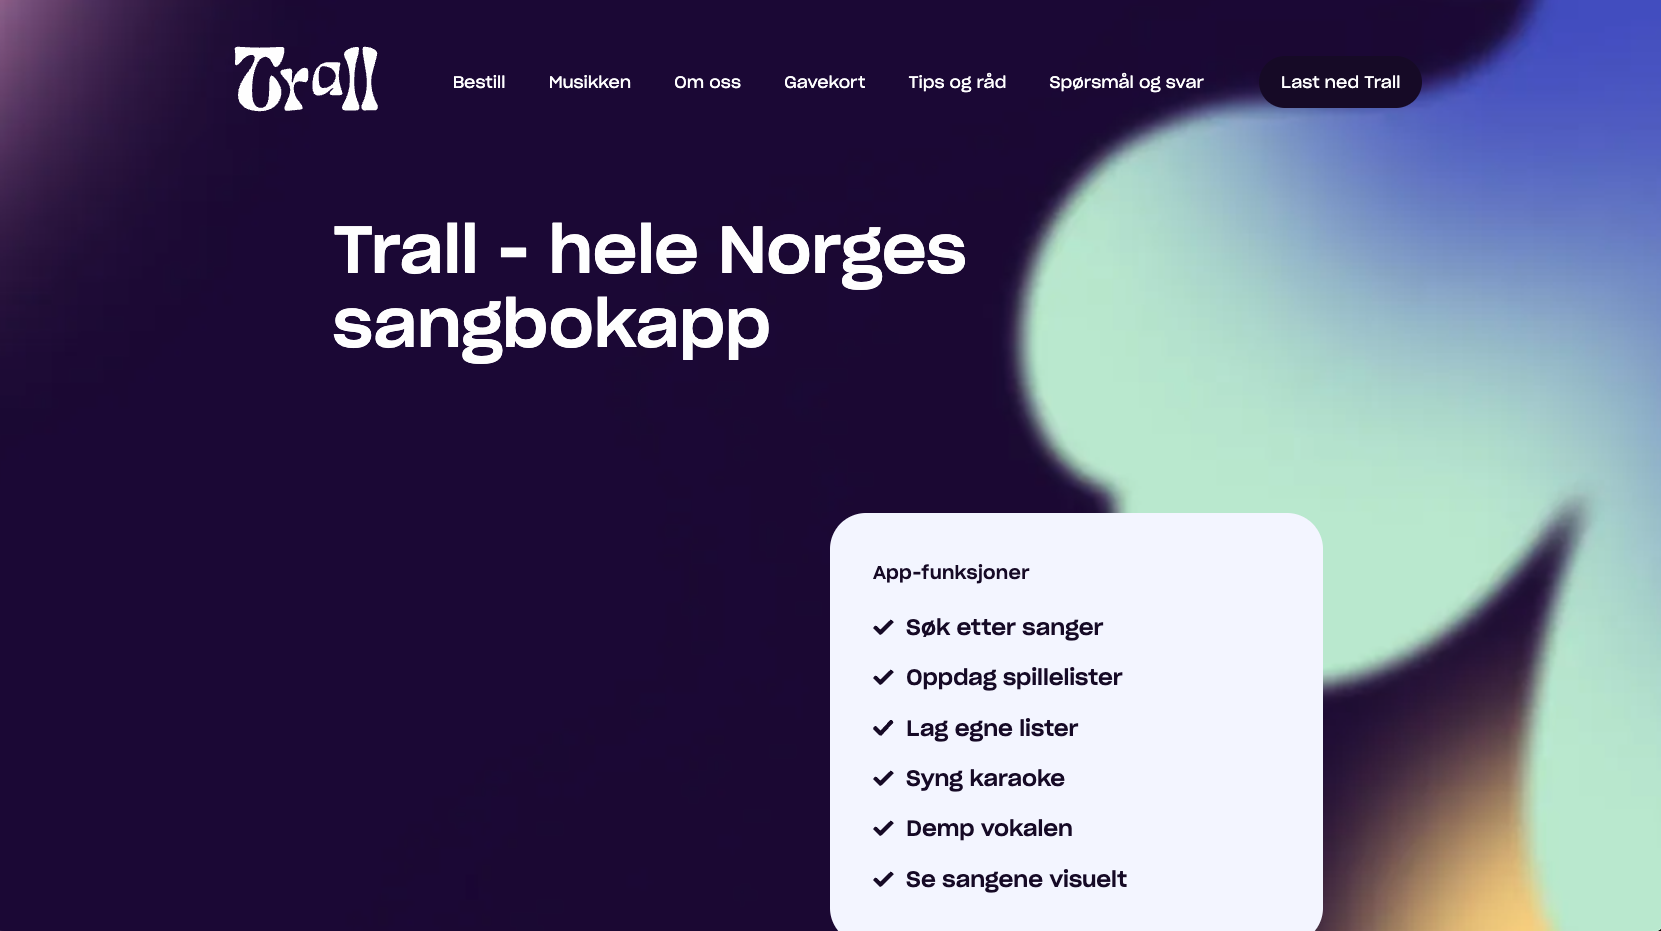 Trall
Bestill
Musikken
Om oss
Gavekort
Tips og råd
Spørsmål og svar
Last ned Trall
Trall - hele Norges
sangbokapp
App-funksjoner
Søk etter sanger
Oppdag spillelister
Lag egne lister
Syng karaoke
Demp vokalen
Se sangene visuelt